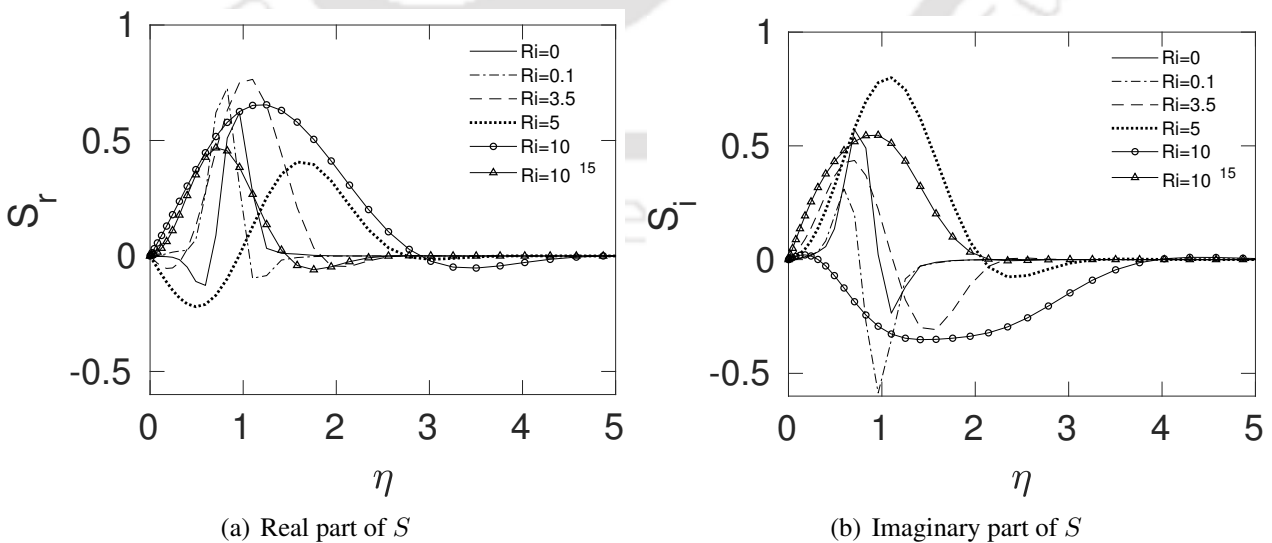 1
0.5
0
-0.5
0 1 2 3 4 5
S_r
η
Ri=0
Ri=0.1
Ri=3.5
Ri=5
Ri=10
Ri=10 15
(a) Real part of S
1
0.5
0
-0.5
0 1 2 3 4 5
S_i
η
Ri=0
Ri=0.1
Ri=3.5
Ri=5
Ri=10
Ri=10 15
(b) Imaginary part of S